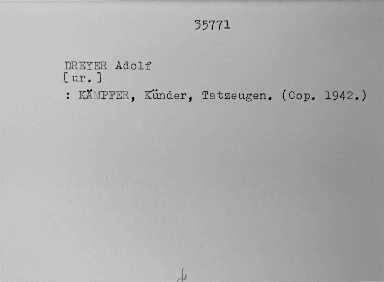 35771
DREYER Adolf
[ur.]
: KÄMPFER, Künder, Tatzeugen. (Cop. 1942.)